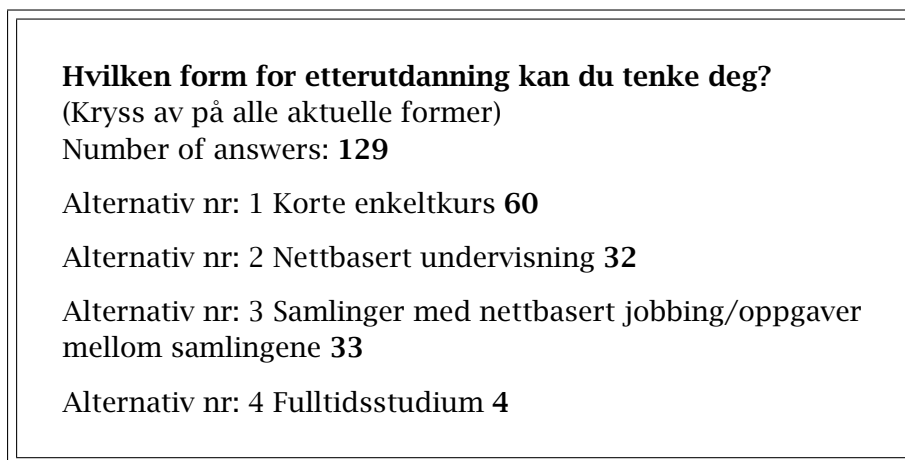 Hvilken form for etterutdanning kan du tenke deg?
(Kryss av på alle aktuelle former)
Number of answers: 129
Alternativ nr: 1 Korte enkeltkurs 60
Alternativ nr: 2 Nettbasert undervisning 32
Alternativ nr: 3 Samlinger med nettbasert jobbing/oppgaver
mellom samlingene 33
Alternativ nr: 4 Fulltidsstudium 4